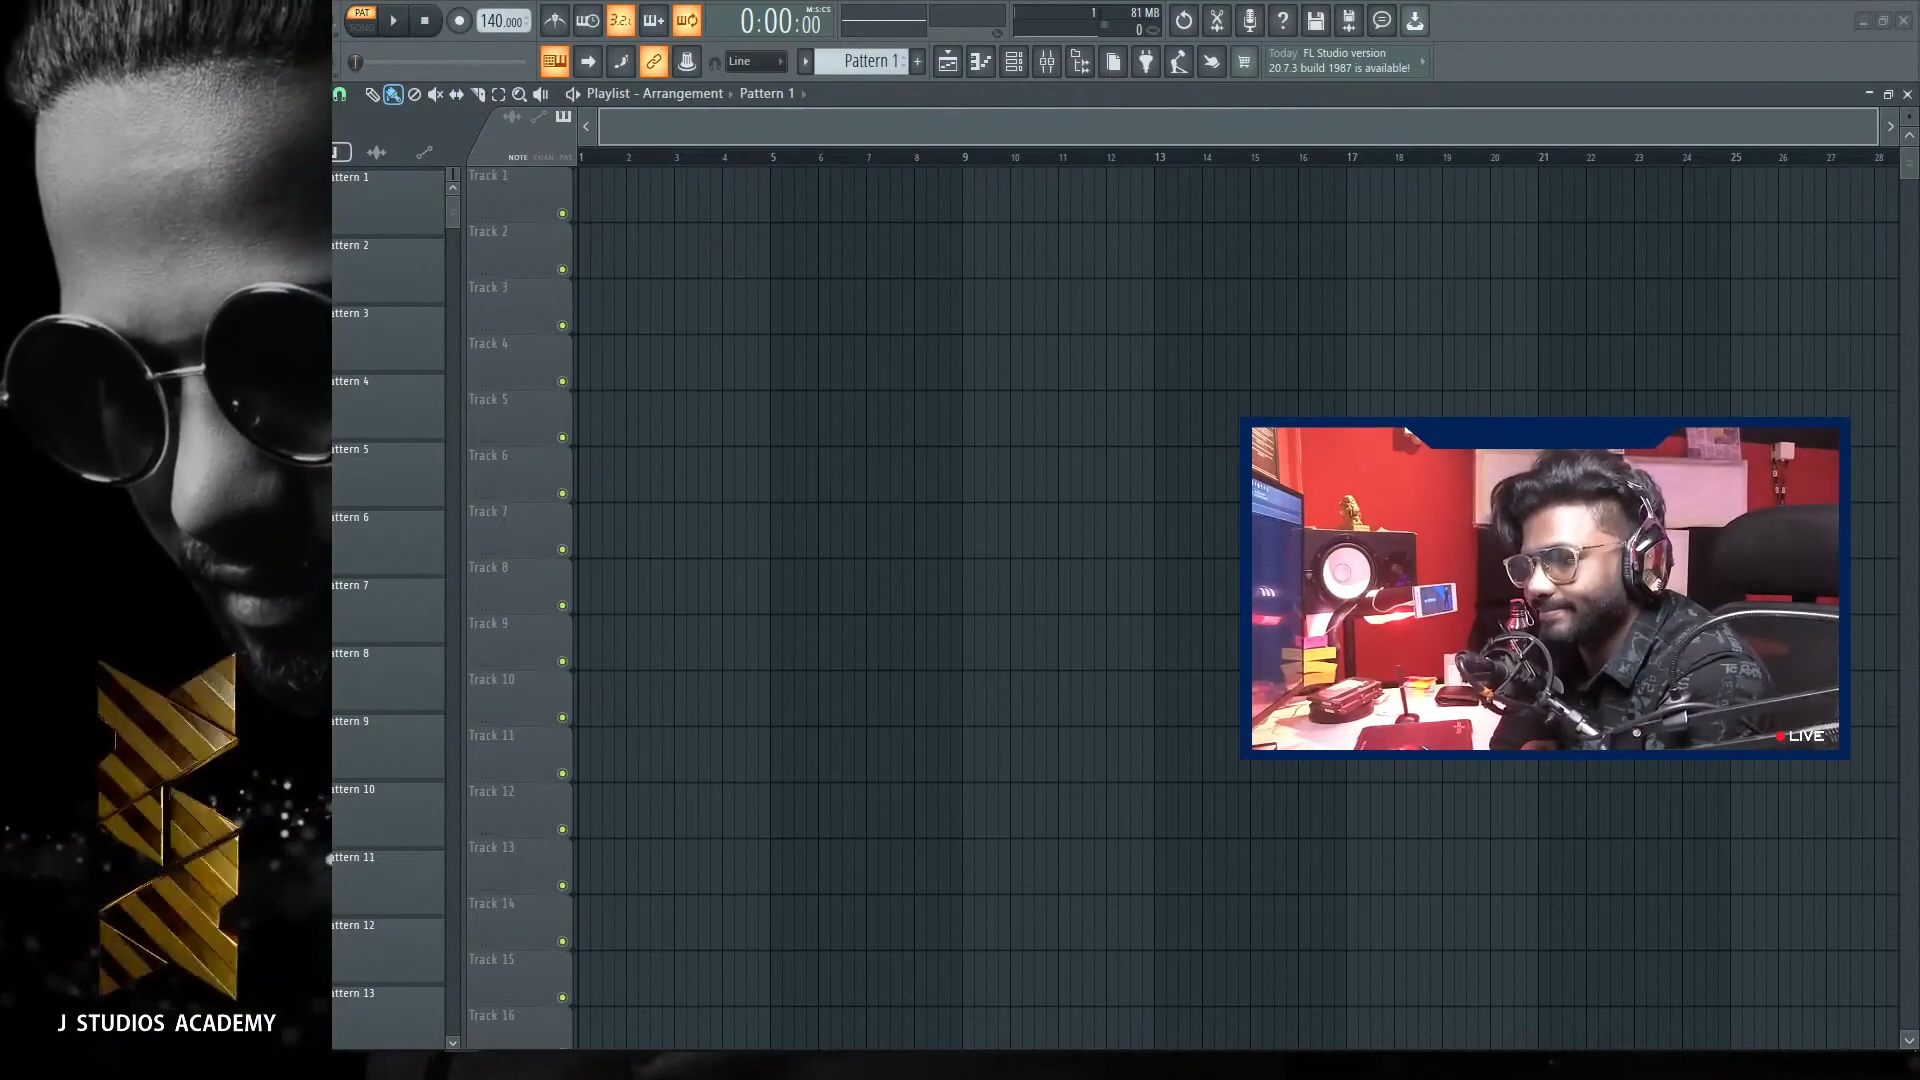 PAT
SONG
140.000
3.2.1
0:00:00
M:S:CS
1
81 MB
0
Line
Pattern 1
+
Today FL Studio version
20.7.3 build 1987 is available!
Playlist - Arrangement
Pattern 1
NOTE CHAN PAT
1 2 3 4 5 6 7 8 9 10 11 12 13 14 15 16 17 18 19 20 21 22 23 24 25 26 27 28
attern 1
attern 2
attern 3
attern 4
attern 5
attern 6
attern 7
attern 8
attern 9
attern 10
attern 11
attern 12
attern 13
Track 1
Track 2
Track 3
Track 4
Track 5
Track 6
Track 7
Track 8
Track 9
Track 10
Track 11
Track 12
Track 13
Track 14
Track 15
Track 16
LIVE
J STUDIOS ACADEMY